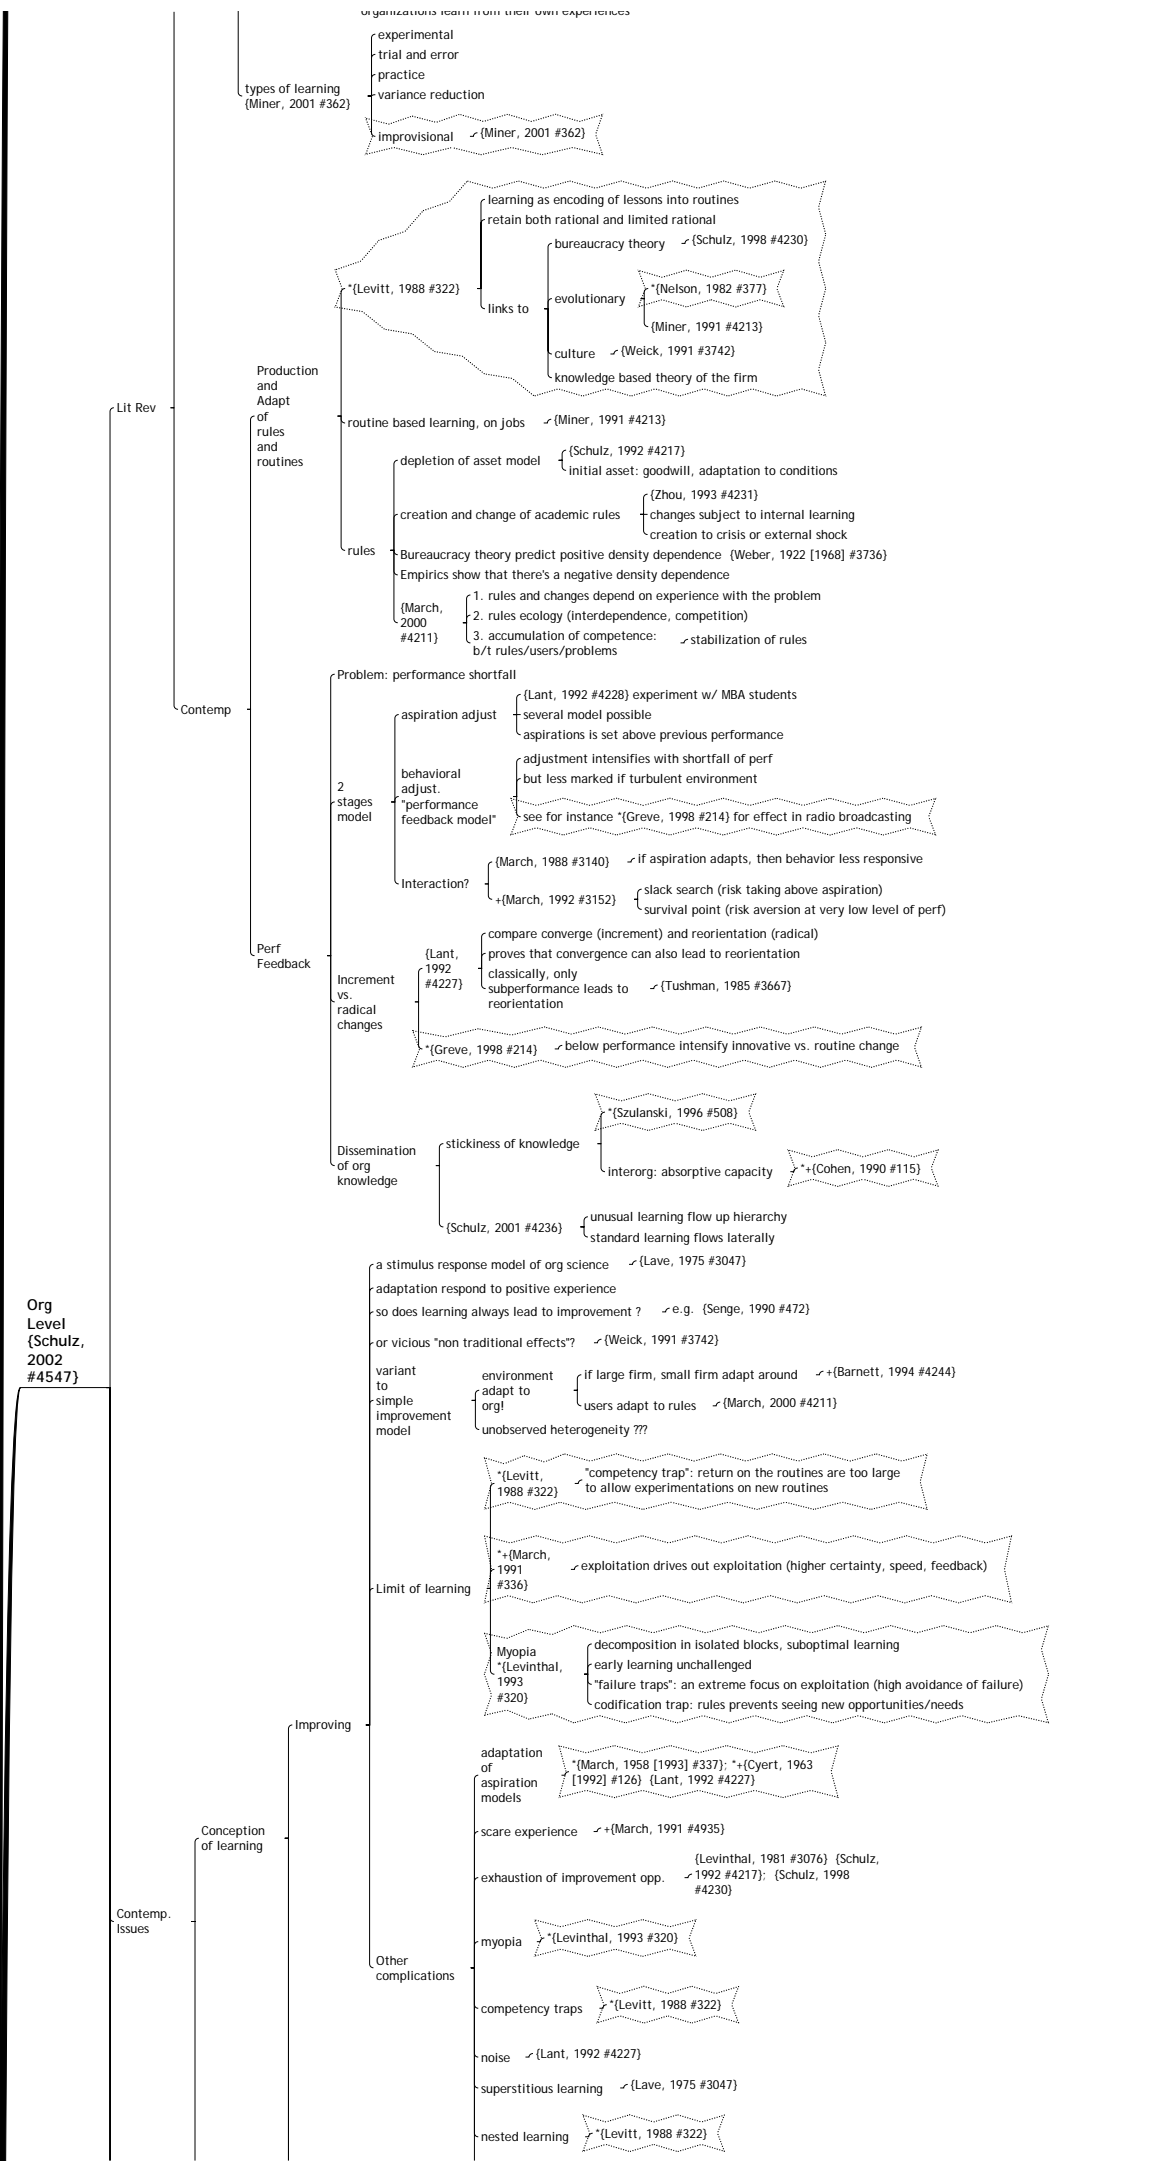 organizations learn from their own experiences
experimental
trial and error
practice
types of learning
{Miner, 2001 #362}
variance reduction
improvisional
{Miner, 2001 #362}
learning as encoding of lessons into routines
retain both rational and limited rational
bureaucracy theory
{Schulz, 1998 #4230}
*{Levitt, 1988 #322}
links to
evolutionary
*{Nelson, 1982 #377}
{Miner, 1991 #4213}
culture
{Weick, 1991 #3742}
knowledge based theory of the firm
Production
and
Adapt
of
rules
and
routines
Lit Rev
routine based learning, on jobs
{Miner, 1991 #4213}
depletion of asset model
{Schulz, 1992 #4217}
initial asset: goodwill, adaptation to conditions
creation and change of academic rules
{Zhou, 1993 #4231}
changes subject to internal learning
creation to crisis or external shock
rules
Bureaucracy theory predict positive density dependence {Weber, 1922 [1968] #3736}
Empirics show that there's a negative density dependence
{March,
2000
#4211}
1. rules and changes depend on experience with the problem
2. rules ecology (interdependence, competition)
3. accumulation of competence:
b/t rules/users/problems
stabilization of rules
Contemp
Problem: performance shortfall
aspiration adjust
{Lant, 1992 #4228} experiment w/ MBA students
several model possible
aspirations is set above previous performance
2
stages
model
behavioral
adjust.
"performance
feedback model"
adjustment intensifies with shortfall of perf
but less marked if turbulent environment
see for instance *{Greve, 1998 #214} for effect in radio broadcasting
Interaction?
{March, 1988 #3140}
if aspiration adapts, then behavior less responsive
+{March, 1992 #3152}
slack search (risk taking above aspiration)
survival point (risk aversion at very low level of perf)
Perf
Feedback
Increment
vs.
radical
changes
{Lant,
1992
#4227}
compare converge (increment) and reorientation (radical)
proves that convergence can also lead to reorientation
classically, only
subperformance leads to
reorientation
{Tushman, 1985 #3667}
*{Greve, 1998 #214}
below performance intensify innovative vs. routine change
Dissemination
of org
knowledge
stickiness of knowledge
*{Szulanski, 1996 #508}
interorg: absorptive capacity
*+{Cohen, 1990 #115}
{Schulz, 2001 #4236}
unusual learning flow up hierarchy
standard learning flows laterally
Org
Level
{Schulz,
2002
#4547}
a stimulus response model of org science
{Lave, 1975 #3047}
adaptation respond to positive experience
so does learning always lead to improvement ?
e.g. {Senge, 1990 #472}
or vicious "non traditional effects"?
{Weick, 1991 #3742}
variant
to
simple
improvement
model
environment
adapt to
org!
if large firm, small firm adapt around
+{Barnett, 1994 #4244}
users adapt to rules
{March, 2000 #4211}
unobserved heterogeneity ???
Limit of learning
*{Levitt,
1988 #322}
"competency trap": return on the routines are too large
to allow experimentations on new routines
*+{March,
1991
#336}
exploitation drives out exploitation (higher certainty, speed, feedback)
Myopia
*{Levinthal,
1993
#320}
decomposition in isolated blocks, suboptimal learning
early learning unchallenged
"failure traps": an extreme focus on exploitation (high avoidance of failure)
codification trap: rules prevents seeing new opportunities/needs
Improving
Conception
of learning
Contemp.
Issues
Other
complications
adaptation
of
aspiration
models
*{March, 1958 [1993] #337}; *+{Cyert, 1963
[1992] #126} {Lant, 1992 #4227}
scare experience
+{March, 1991 #4935}
exhaustion of improvement opp.
{Levinthal, 1981 #3076} {Schulz,
1992 #4217}; {Schulz, 1998
#4230}
myopia
*{Levinthal, 1993 #320}
competency traps
*{Levitt, 1988 #322}
noise
{Lant, 1992 #4227}
superstitious learning
{Lave, 1975 #3047}
nested learning
*{Levitt, 1988 #322}